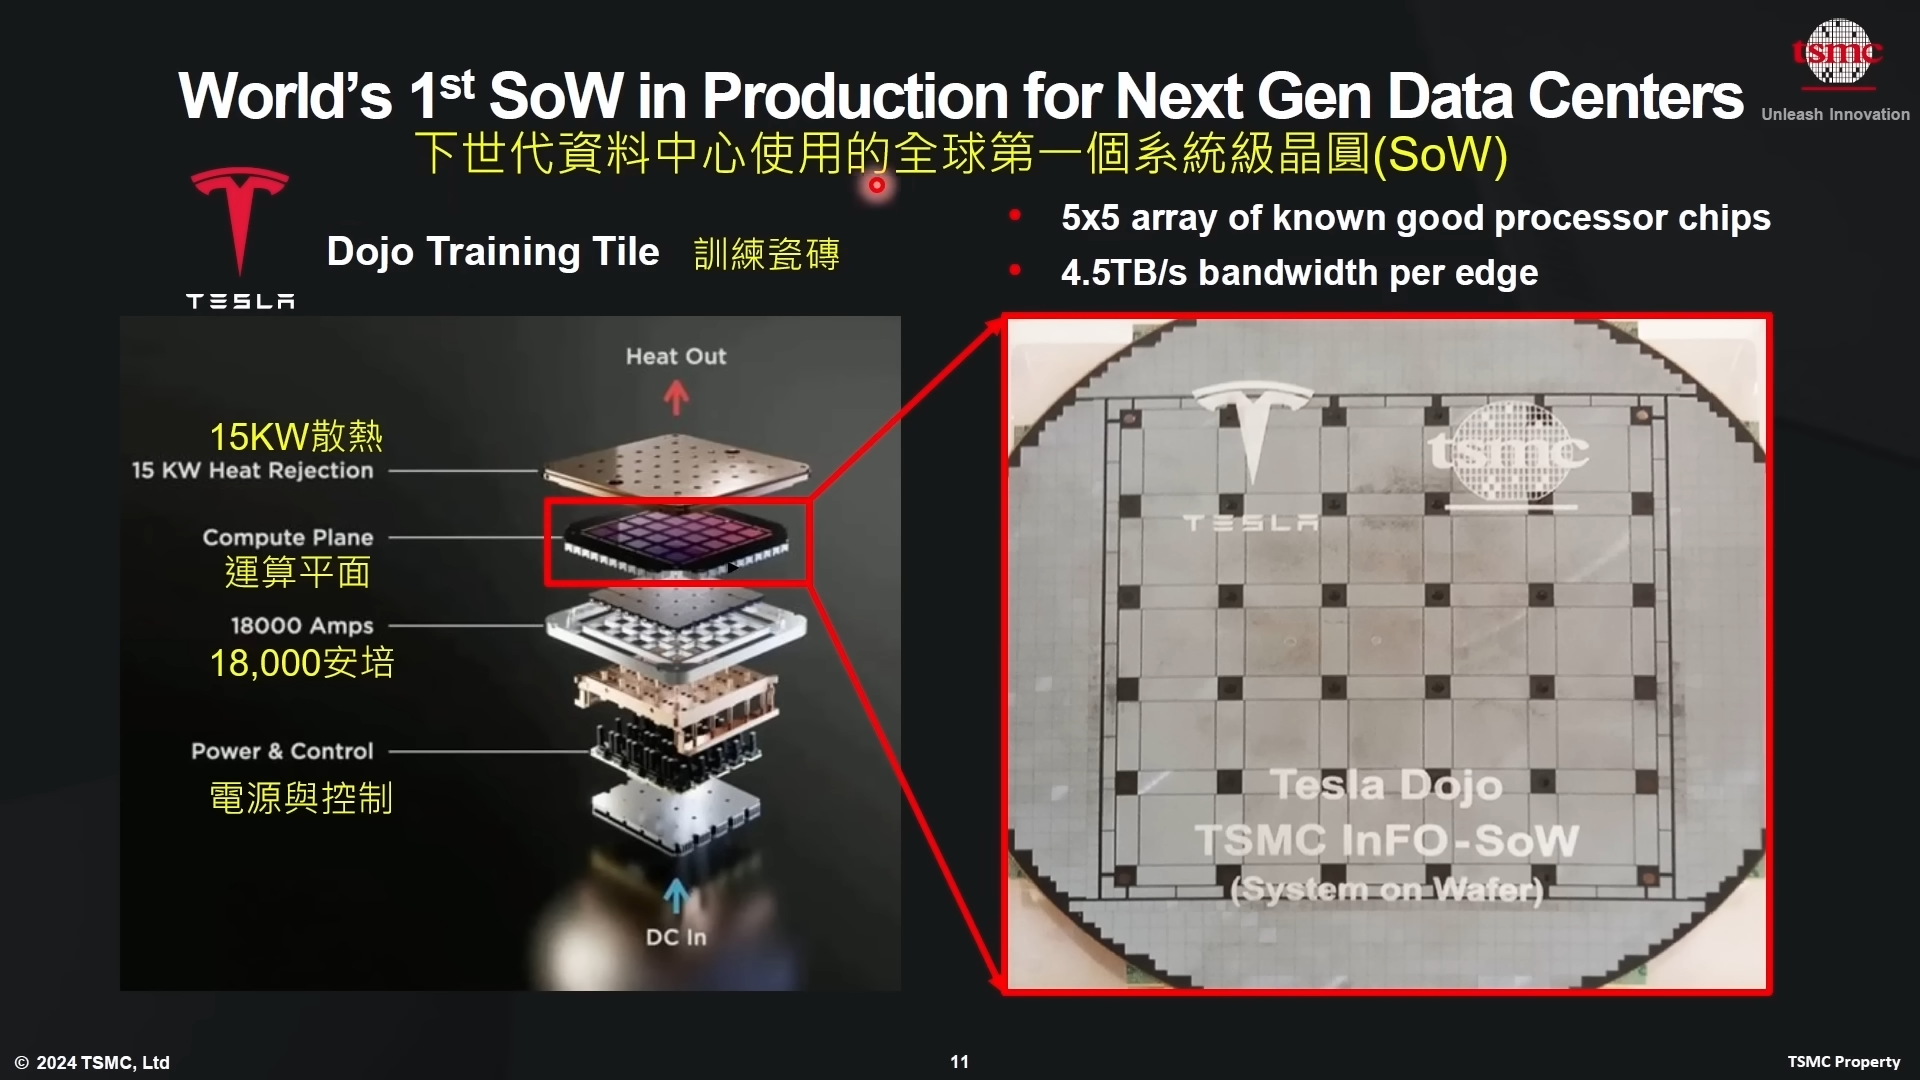 World's 1st SoW in Production for Next Gen Data Centers
下世代資料中心使用的全球第一個系統級晶圓(SoW)
tsmc
Unleash Innovation
TESLA
Dojo Training Tile 訓練瓷磚
• 5x5 array of known good processor chips
• 4.5TB/s bandwidth per edge
Heat Out
15KW散熱
15 KW Heat Rejection
Compute Plane
運算平面
18000 Amps
18,000安培
Power & Control
電源與控制
DC In
TESLA
tsmc
Tesla Dojo
TSMC InFO-SoW
(System on Wafer)
© 2024 TSMC, Ltd
11
TSMC Property